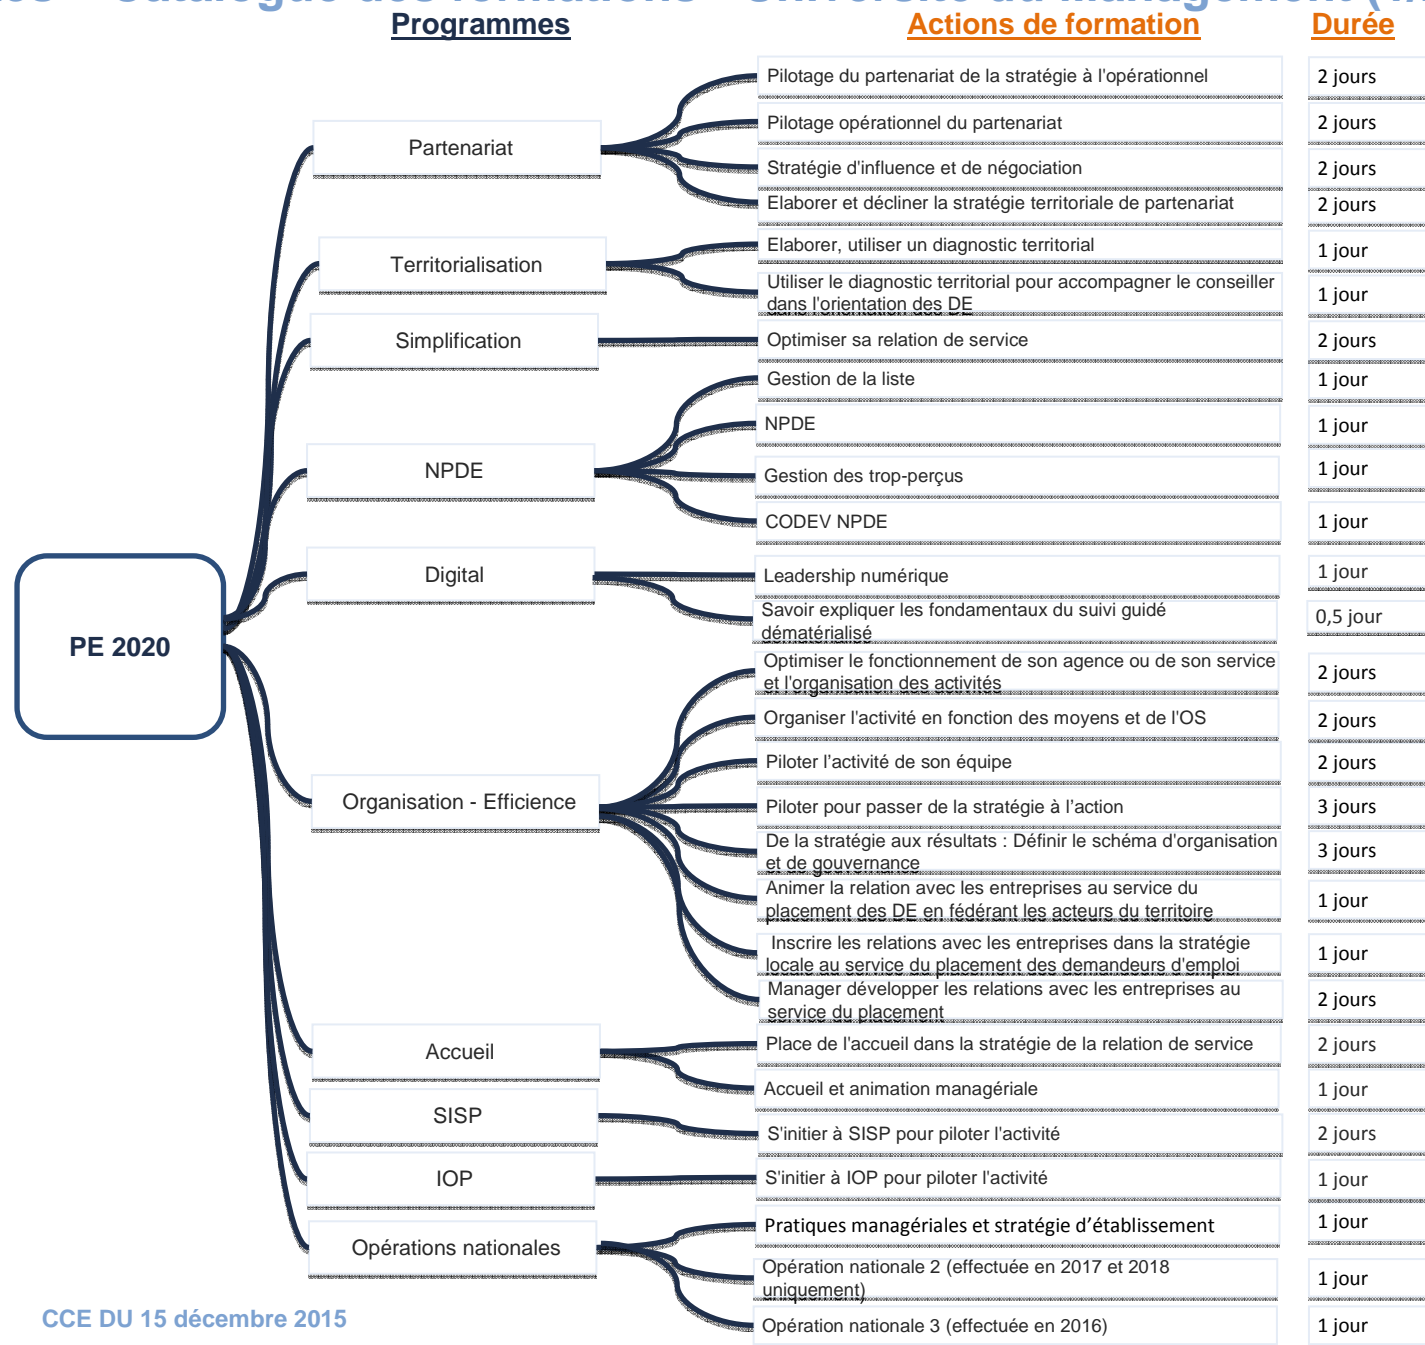 Catalogue des formations - Université du Management
Programmes Actions de formation Durée
Pilotage du partenariat de la stratégie à l'opérationnel 2 jours
Pilotage opérationnel du partenariat 2 jours
Partenariat
Stratégie d'influence et de négociation 2 jours
Elaborer et décliner la stratégie territoriale de partenariat 2 jours
Elaborer, utiliser un diagnostic territorial 1 jour
Territorialisation
Utiliser le diagnostic territorial pour accompagner le conseiller
dans l'orientation des DE 1 jour
Simplification
Optimiser sa relation de service 2 jours
Gestion de la liste 1 jour
NPDE 1 jour
NPDE
Gestion des trop-perçus 1 jour
CODEV NPDE 1 jour
Digital
Leadership numérique 1 jour
Savoir expliquer les fondamentaux du suivi guidé
dématérialisé 0,5 jour
PE 2020
Optimiser le fonctionnement de son agence ou de son service
et l'organisation des activités 2 jours
Organiser l'activité en fonction des moyens et de l'OS 2 jours
Piloter l’activité de son équipe 2 jours
Organisation - Efficience
Piloter pour passer de la stratégie à l’action 3 jours
De la stratégie aux résultats : Définir le schéma d'organisation
et de gouvernance 3 jours
Animer la relation avec les entreprises au service du
placement des DE en fédérant les acteurs du territoire 1 jour
Inscrire les relations avec les entreprises dans la stratégie
locale au service du placement des demandeurs d'emploi 1 jour
Manager développer les relations avec les entreprises au
service du placement 2 jours
Accueil
Place de l'accueil dans la stratégie de la relation de service 2 jours
Accueil et animation managériale 1 jour
SISP
S'initier à SISP pour piloter l'activité 2 jours
IOP
S'initier à IOP pour piloter l'activité 1 jour
Pratiques managériales et stratégie d’établissement 1 jour
Opérations nationales
Opération nationale 2 (effectuée en 2017 et 2018
uniquement) 1 jour
Opération nationale 3 (effectuée en 2016) 1 jour
CCE DU 15 décembre 2015